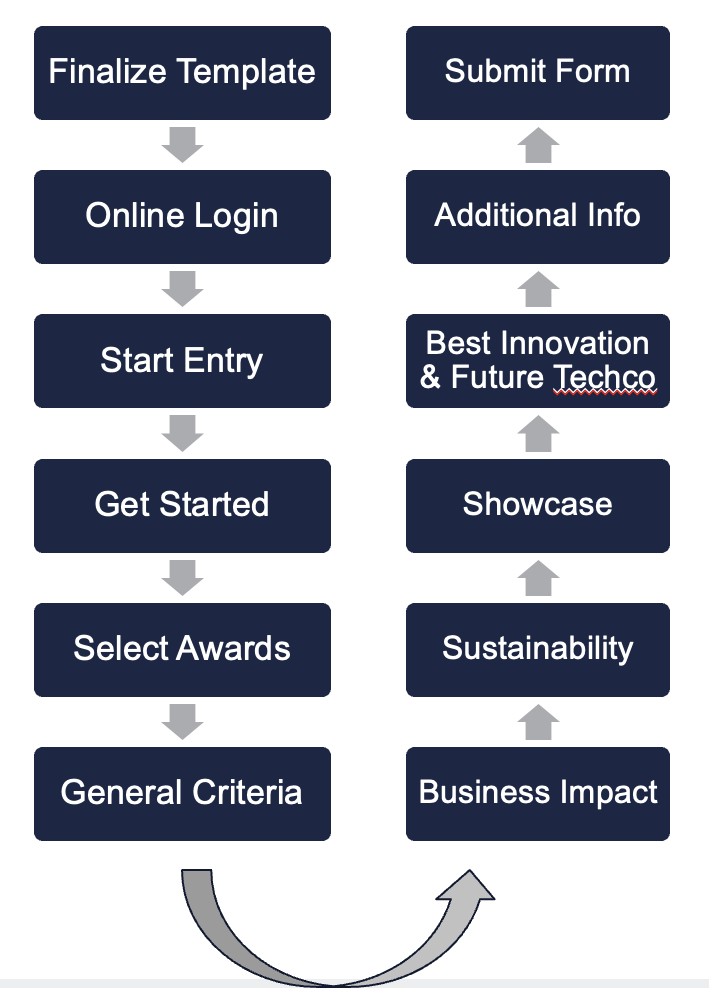 Finalize Template
Online Login
Start Entry
Get Started
Select Awards
General Criteria
Business Impact
Sustainability
Showcase
Best Innovation
& Future Techco
Additional Info
Submit Form